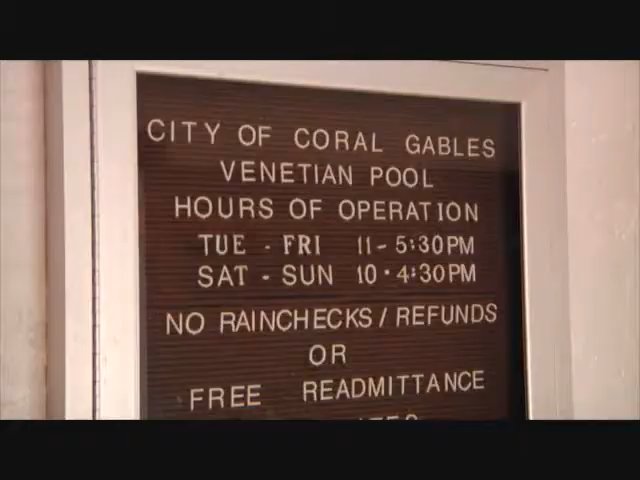 CITY OF CORAL GABLES
VENETIAN POOL
HOURS OF OPERATION
TUE - FRI 11 - 5:30PM
SAT - SUN 10 · 4:30PM
NO RAINCHECKS / REFUNDS
OR
FREE READMITTANCE